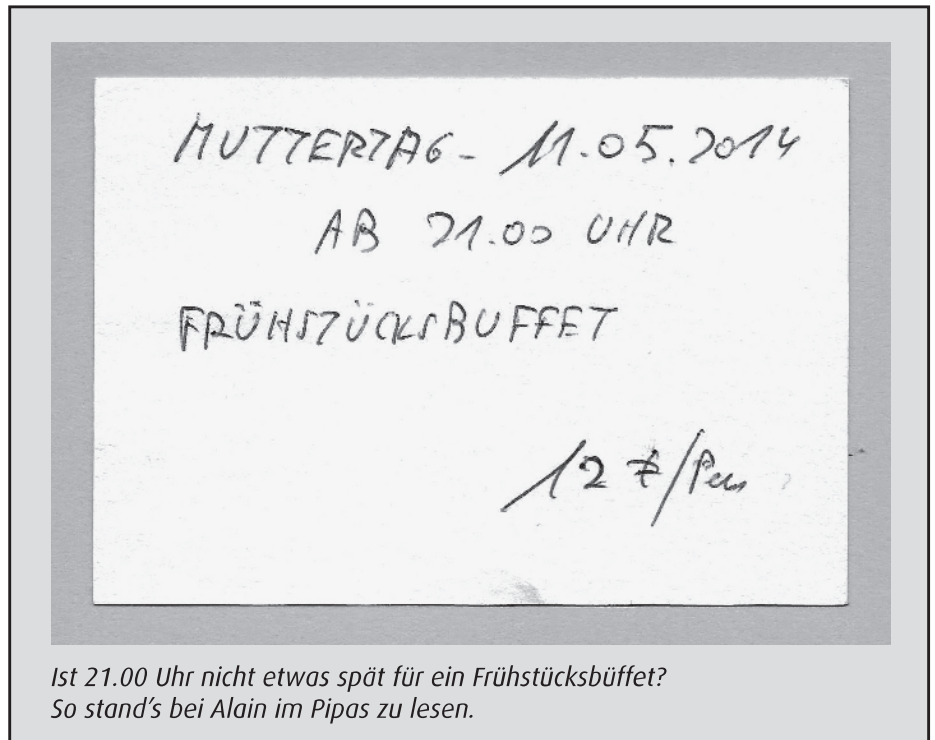 MUTTERTAG - 11.05.2014
AB 21.00 UHR
FRÜHSTÜCKSBUFFET
12 €/Pers
Ist 21.00 Uhr nicht etwas spät für ein Frühstücksbüffet?
So stand's bei Alain im Pipas zu lesen.